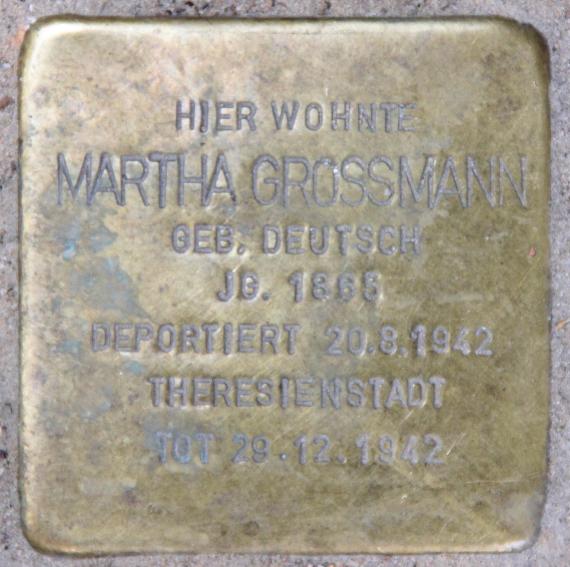 HIER WOHNTE
MARTHA GROSSMANN
GEB. DEUTSCH
JG. 1865
DEPORTIERT 20.8.1942
THERESIENSTADT
TOT 29.12.1942